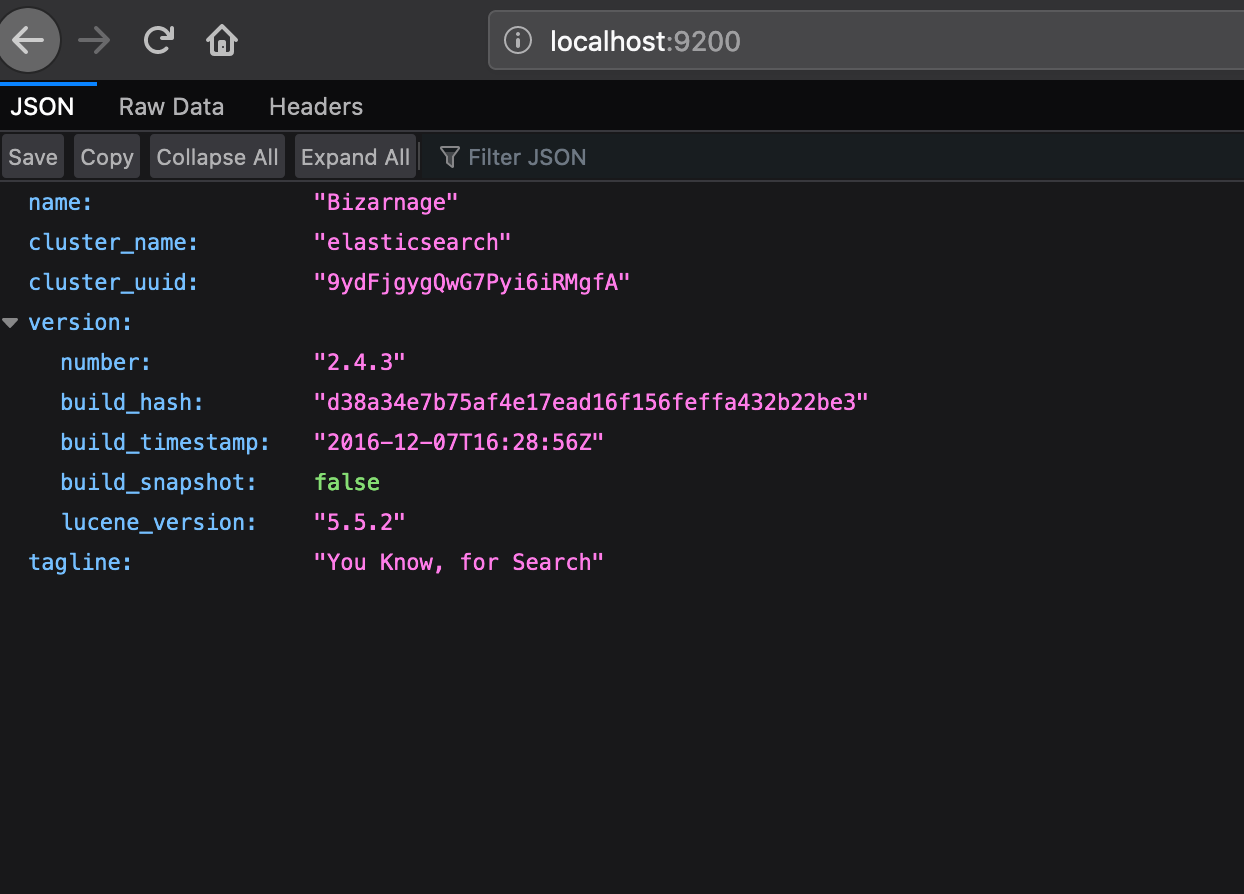 localhost:9200
JSON Raw Data Headers
Save Copy Collapse All Expand All Filter JSON
name: "Bizarnage"
cluster_name: "elasticsearch"
cluster_uuid: "9ydFjgygQwG7Pyi6iRMgfA"
version:
number: "2.4.3"
build_hash: "d38a34e7b75af4e17ead16f156feffa432b22be3"
build_timestamp: "2016-12-07T16:28:56Z"
build_snapshot: false
lucene_version: "5.5.2"
tagline: "You Know, for Search"